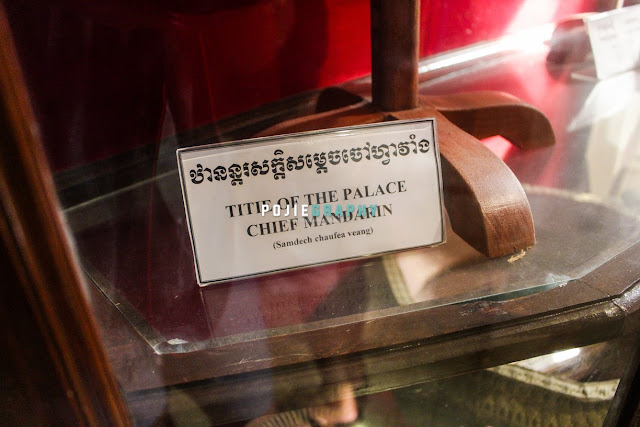 ឋានន្តរសក្តិសម្តេចចៅហ្វាវាំង
TITLE OF THE PALACE
CHIEF MANDARIN
(Samdech chaufea veang)
POJIEGRAPHY